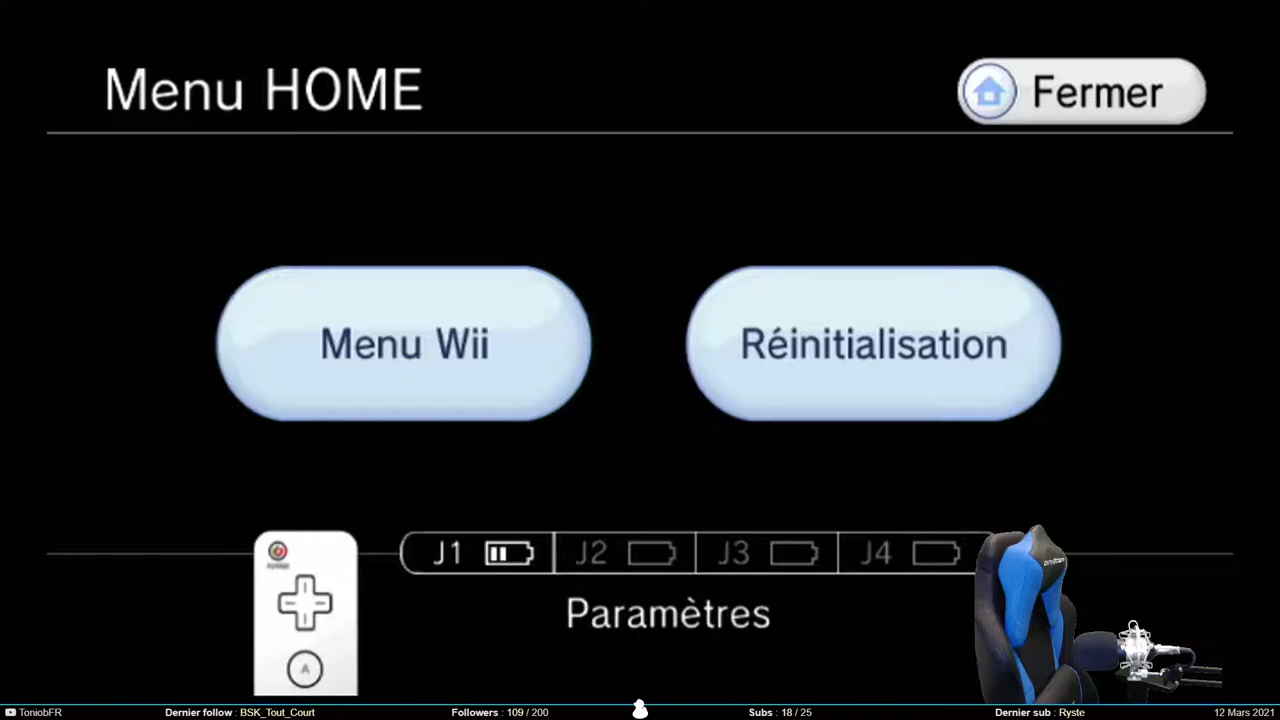 Menu HOME
Fermer
Menu Wii
Réinitialisation
J1 J2 J3 J4
POWER
A
Paramètres
ToniobFR Dernier follow : BSK_Tout_Court Followers : 109 / 200 Subs : 18 / 25 Dernier sub : Ryste 12 Mars 2021